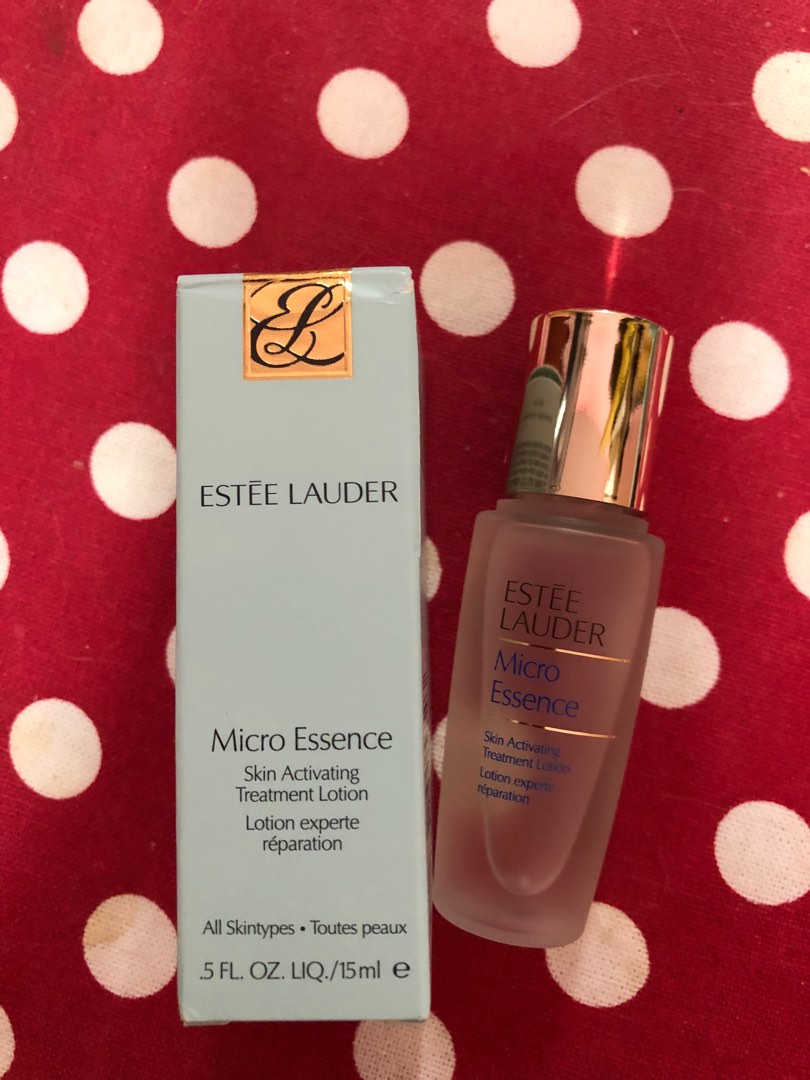 EL
ESTĒE LAUDER
Micro Essence
Skin Activating
Treatment Lotion
Lotion experte
réparation
All Skintypes • Toutes peaux
.5 FL. OZ. LIQ./15ml e
ESTĒE
LAUDER
Micro
Essence
Skin Activating
Treatment Lotion
Lotion experte
réparation